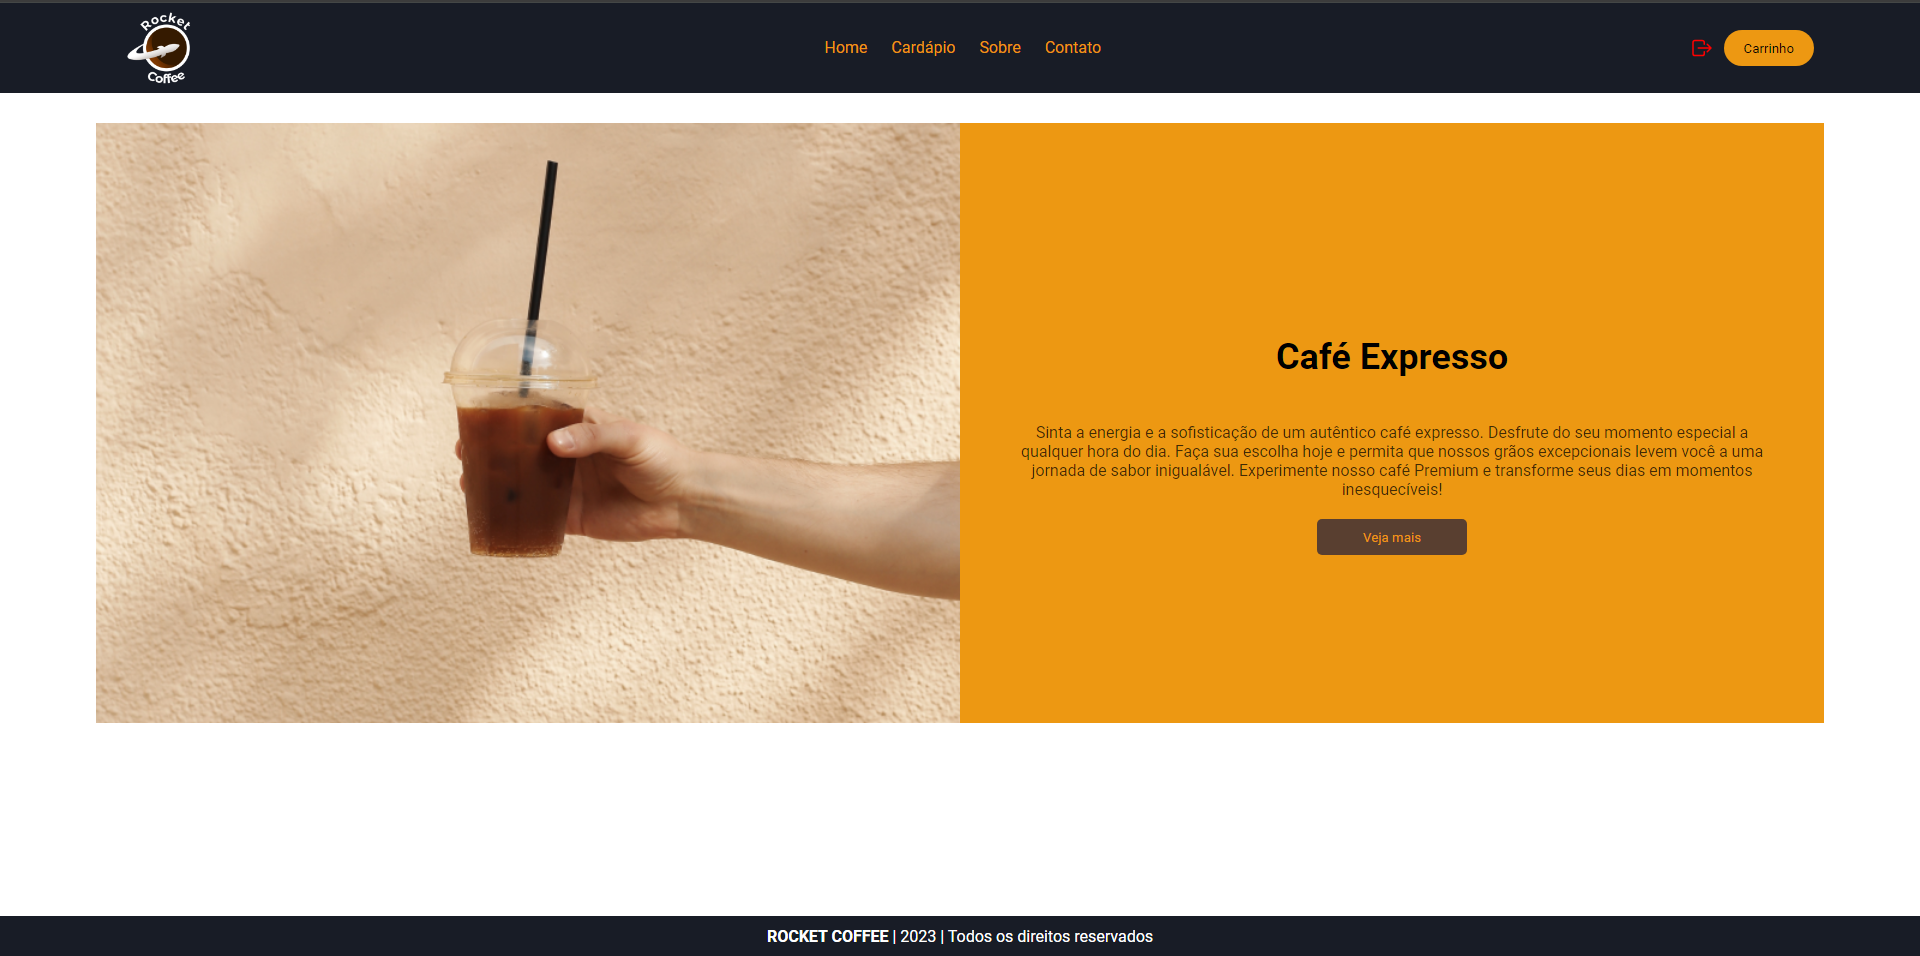 Rocket
Coffee
Home Cardápio Sobre Contato
Carrinho
Café Expresso
Sinta a energia e a sofisticação de um autêntico café expresso. Desfrute do seu momento especial a
qualquer hora do dia. Faça sua escolha hoje e permita que nossos grãos excepcionais levem você a uma
jornada de sabor inigualável. Experimente nosso café Premium e transforme seus dias em momentos
inesquecíveis!
Veja mais
ROCKET COFFEE | 2023 | Todos os direitos reservados